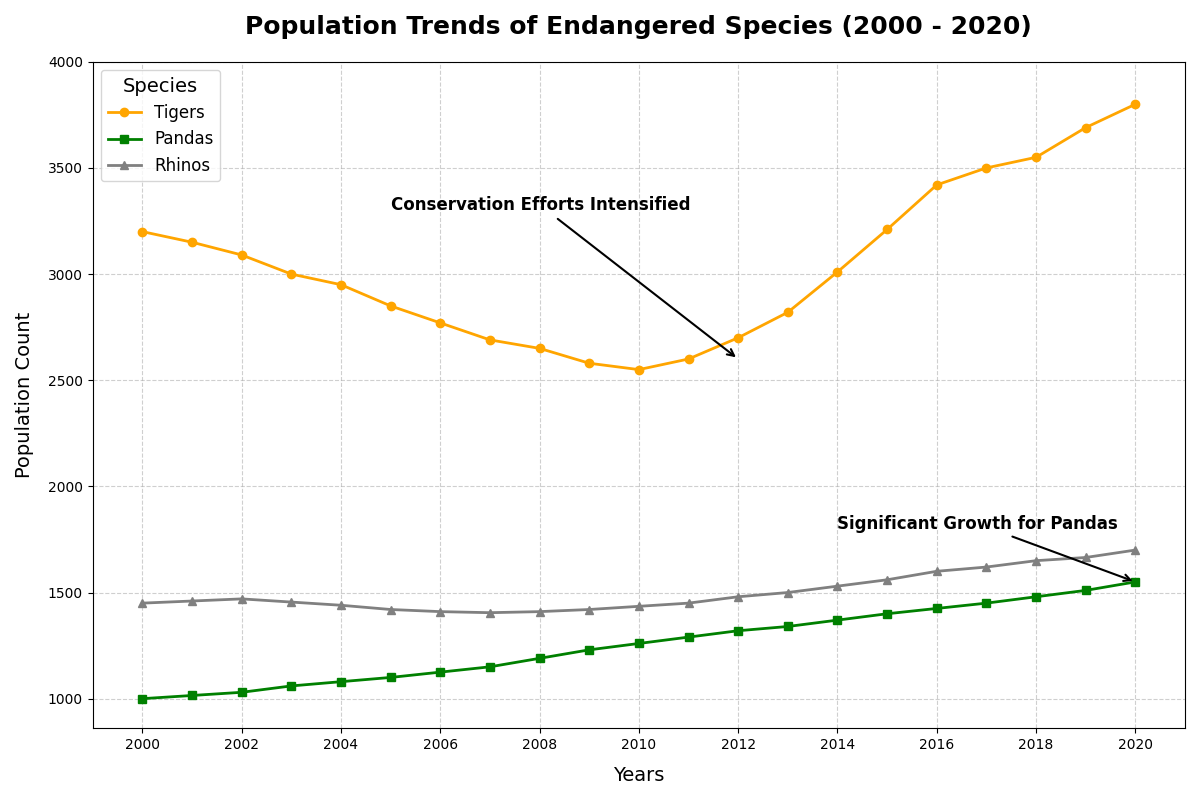 Population Trends of Endangered Species (2000 - 2020)
Species
Tigers
Pandas
Rhinos
Conservation Efforts Intensified
Significant Growth for Pandas
Population Count
4000
3500
3000
2500
2000
1500
1000
2000 2002 2004 2006 2008 2010 2012 2014 2016 2018 2020
Years